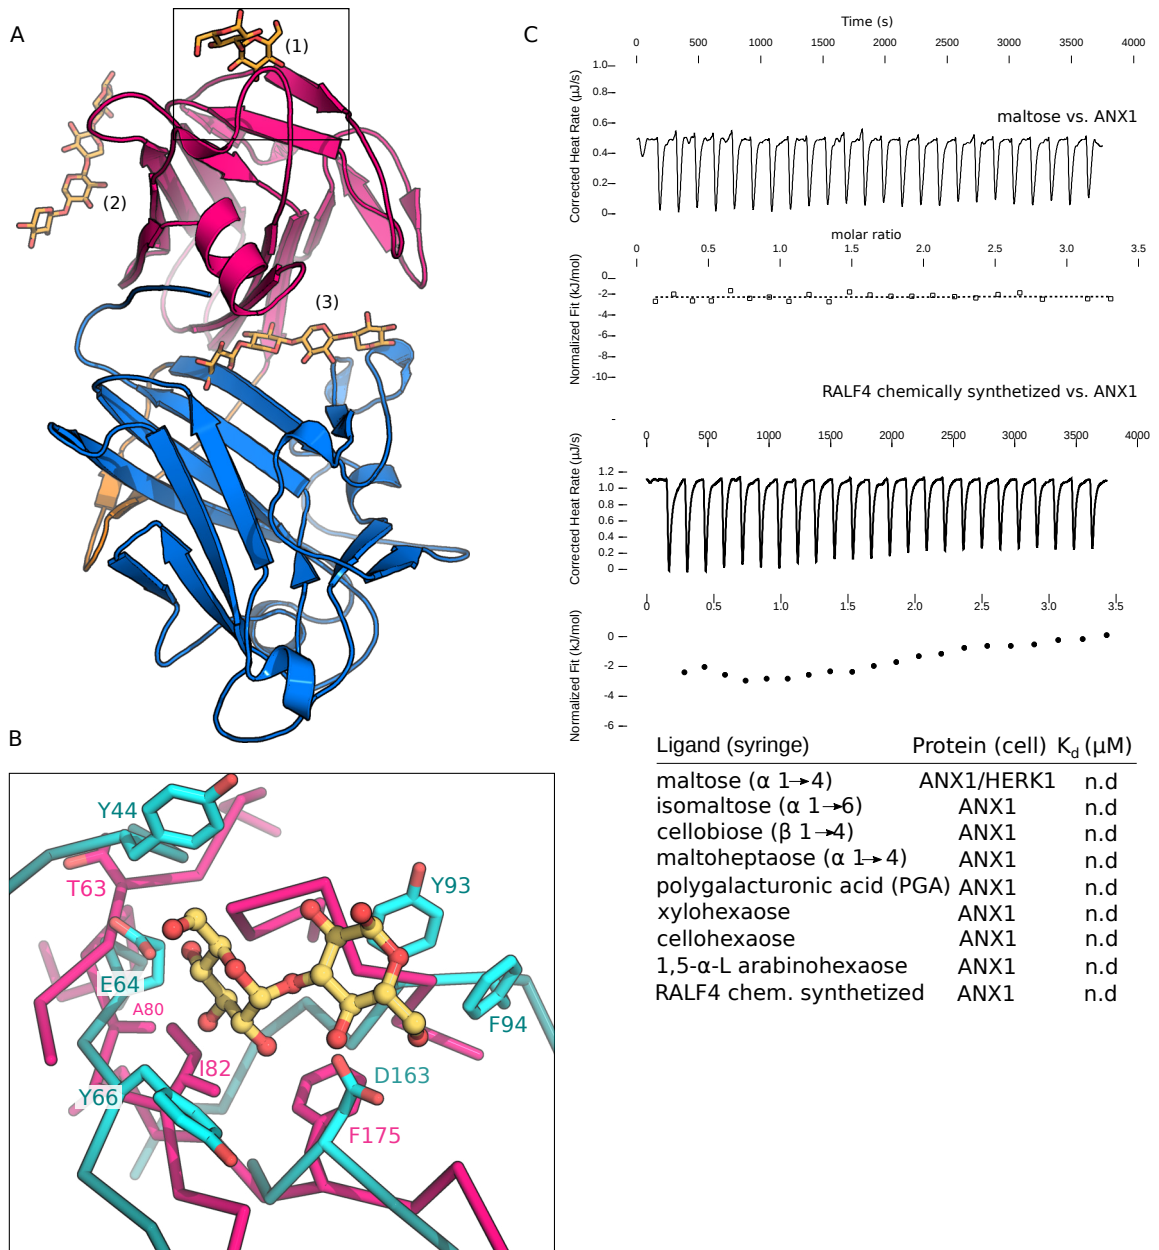 A
(1)
(2)
(3)
B
Y44
T63
Y93
E64
A80
F94
I82
D163
Y66
F175
C
Time (s)
0 500 1000 1500 2000 2500 3000 3500 4000
Corrected Heat Rate (µJ/s)
1.0
0.8
0.6
0.4
0.2
0
maltose vs. ANX1
molar ratio
0 0.5 1.0 1.5 2.0 2.5 3.0 3.5
Normalized Fit (kJ/mol)
0
-2
-4
-6
-8
-10
RALF4 chemically synthetized vs. ANX1
0 500 1000 1500 2000 2500 3000 3500 4000
Corrected Heat Rate (µJ/s)
1.2
1.0
0.8
0.6
0.4
0.2
0
0 0.5 1.0 1.5 2.0 2.5 3.0 3.5
Normalized Fit (kJ/mol)
0
-2
-4
-6
Ligand (syringe) Protein (cell) Kd (µM)
maltose (α 1→4) ANX1/HERK1 n.d
isomaltose (α 1→6) ANX1 n.d
cellobiose (β 1→4) ANX1 n.d
maltoheptaose (α 1→4) ANX1 n.d
polygalacturonic acid (PGA) ANX1 n.d
xylohexaose ANX1 n.d
cellohexaose ANX1 n.d
1,5-α-L arabinohexaose ANX1 n.d
RALF4 chem. synthetized ANX1 n.d